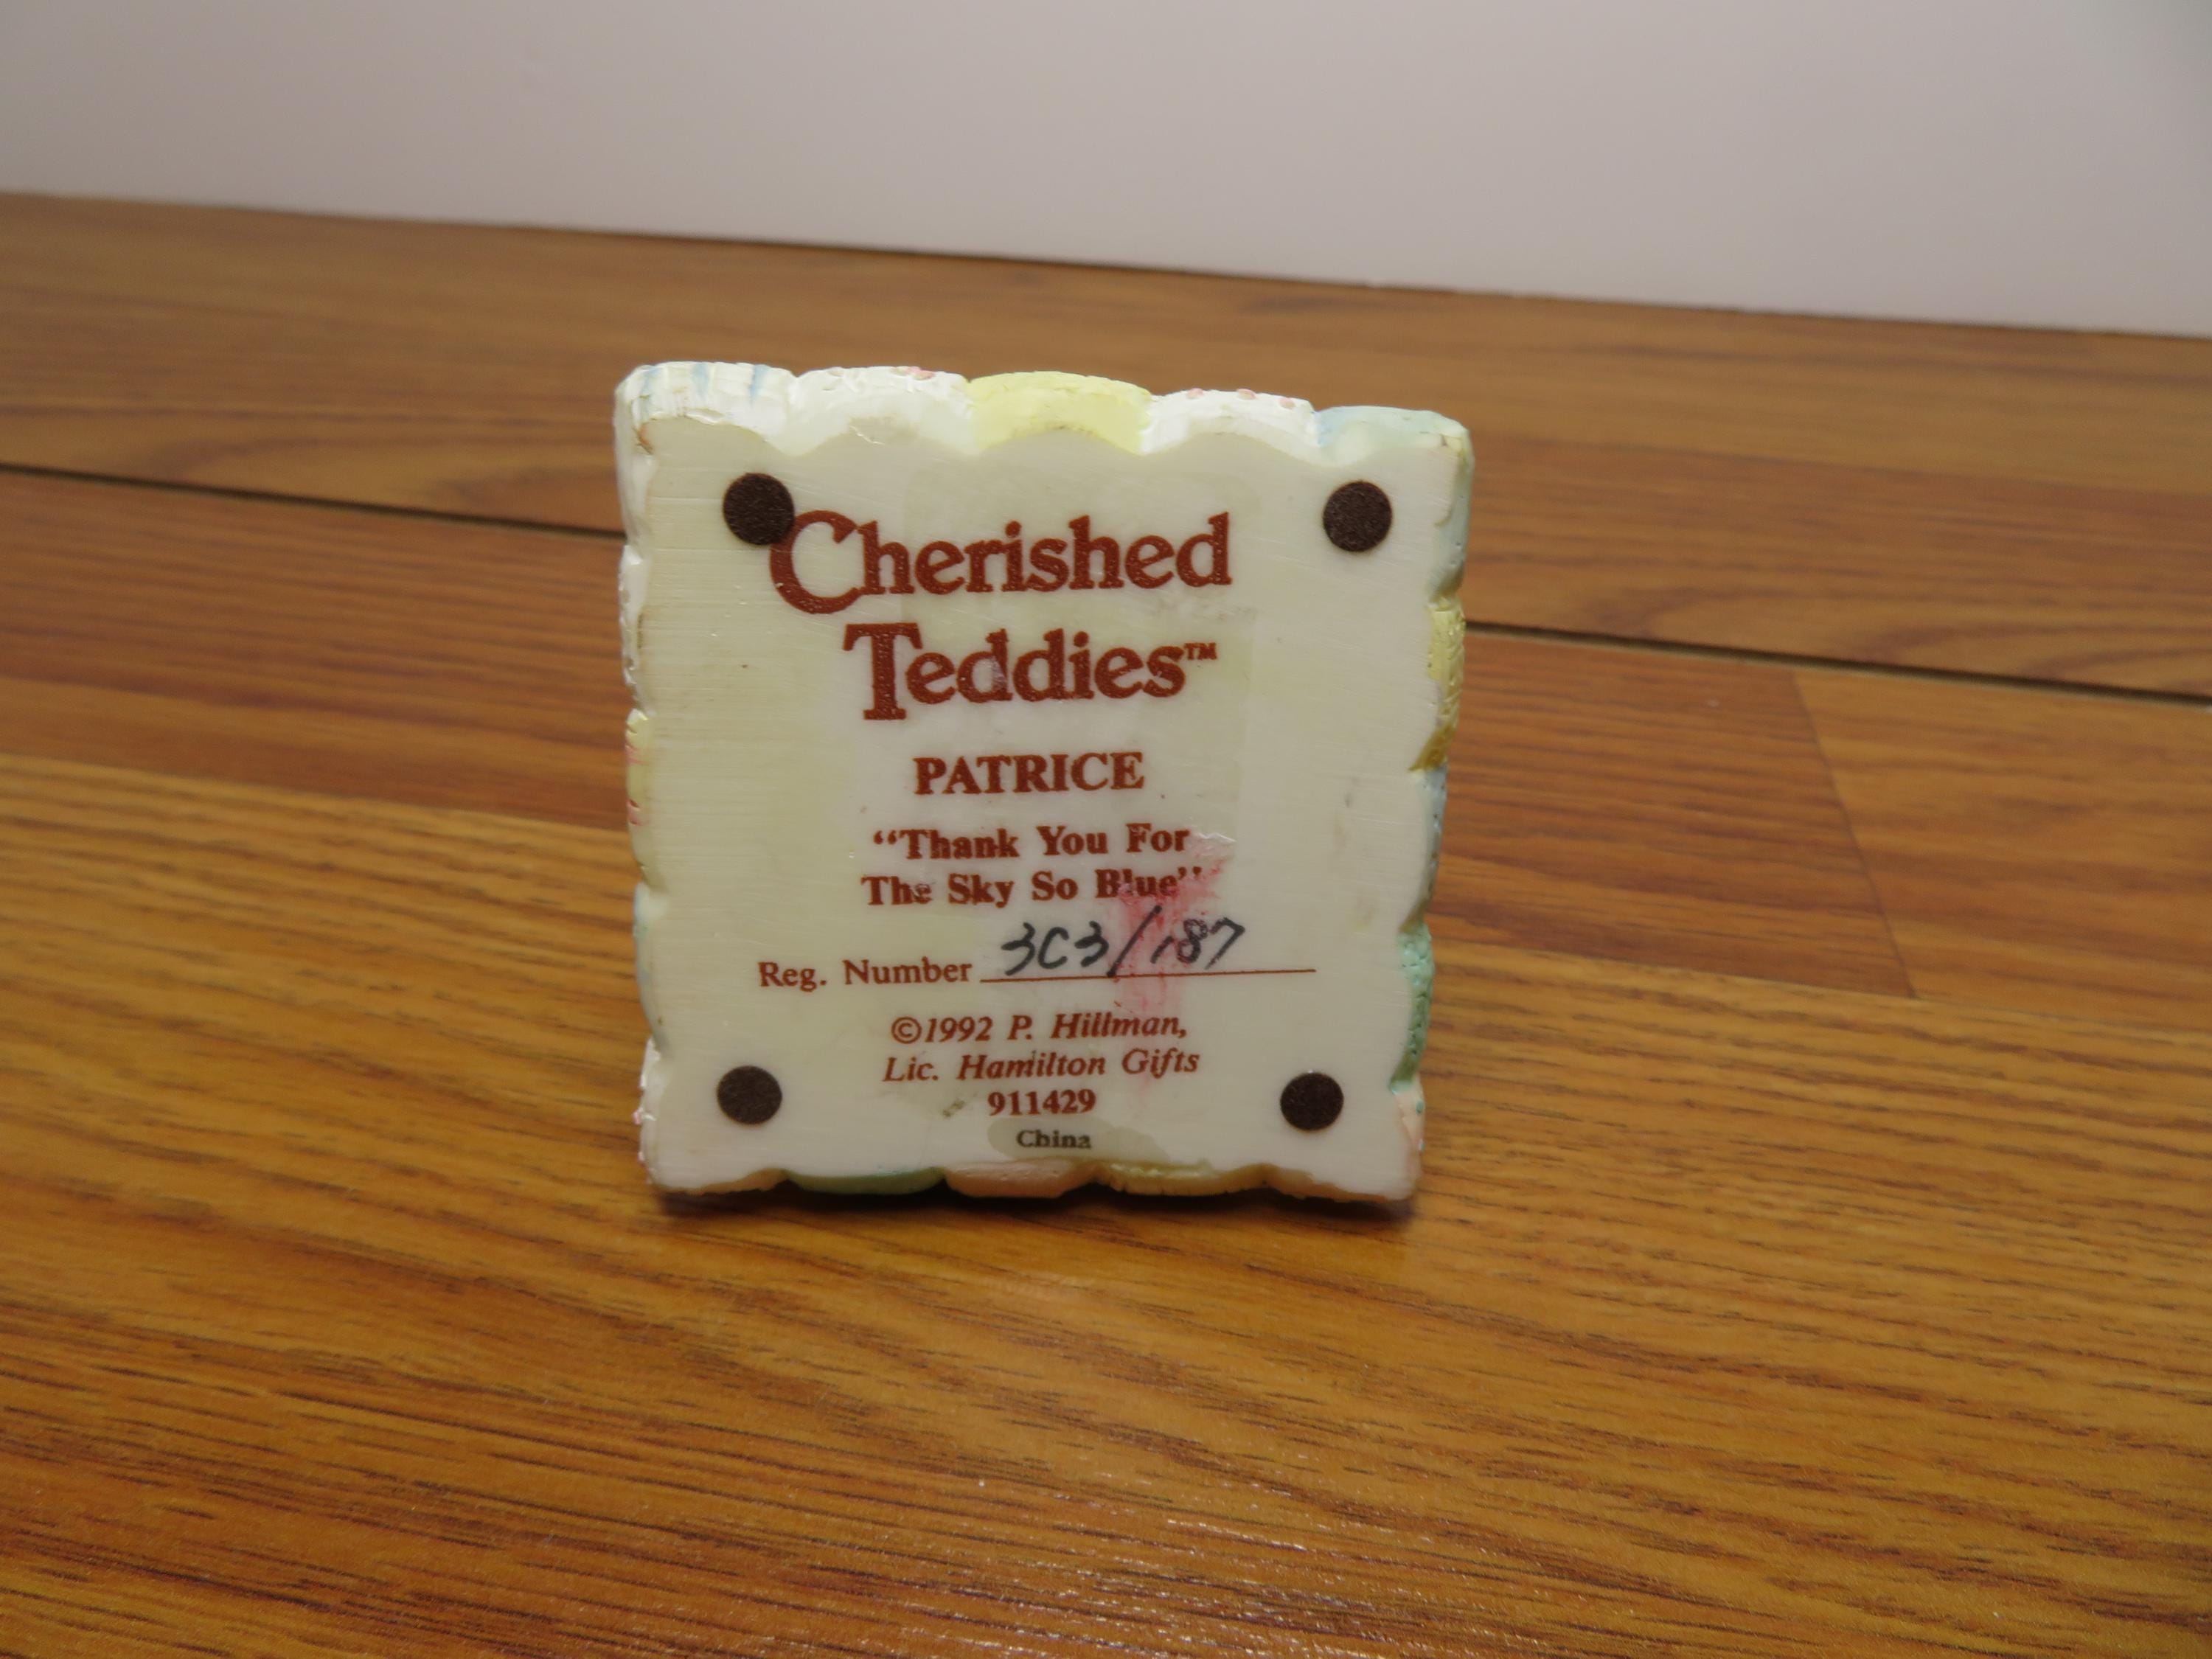 Cherished
Teddies™
PATRICE
“Thank You For
The Sky So Blue”
Reg. Number 3C3/187
©1992 P. Hillman,
Lic. Hamilton Gifts
911429
China